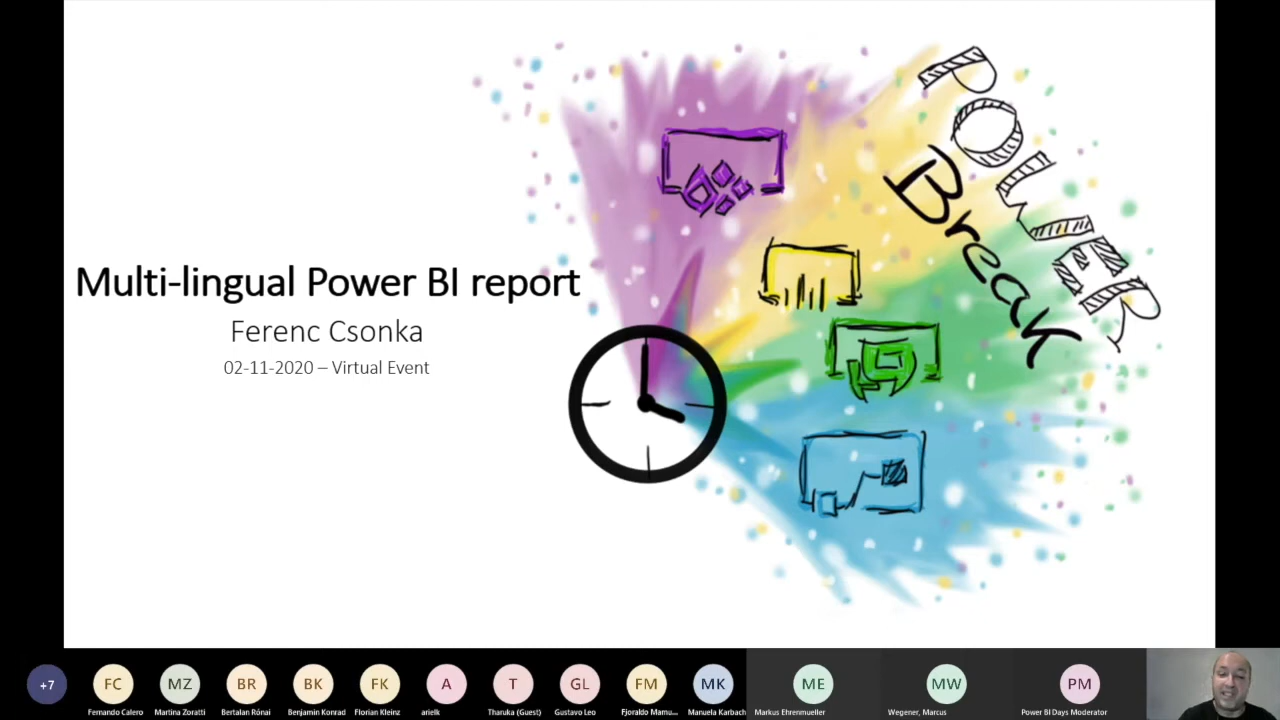 POWER
Break
Multi-lingual Power BI report
Ferenc Csonka
02-11-2020 – Virtual Event
+7
FC
MZ
BR
BK
FK
A
T
GL
FM
MK
ME
MW
PM
Fernando Calero
Martina Zoratti
Bertalan Rónai
Benjamin Konrad
Florian Kleinz
arielk
Tharuka (Guest)
Gustavo Leo
Fjoraldo Mamu...
Manuela Karbach
Markus Ehrenmueller
Wegener, Marcus
Power BI Days Moderator